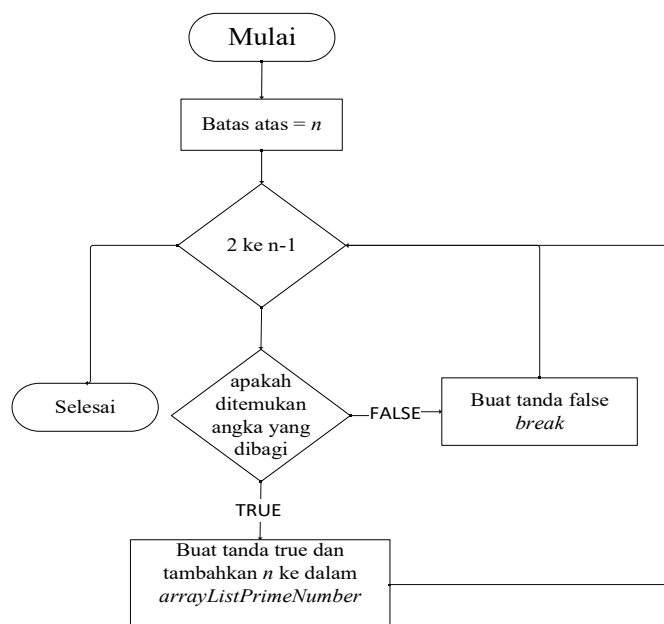 Mulai
Batas atas = n
2 ke n-1
apakah
ditemukan
angka yang
dibagi
FALSE
Buat tanda false
break
Selesai
TRUE
Buat tanda true dan
tambahkan n ke dalam
arrayListPrimeNumber